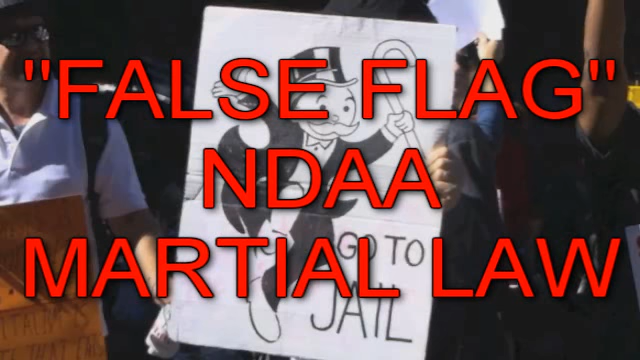 "FALSE FLAG"
NDAA
MARTIAL LAW
GO TO
JAIL